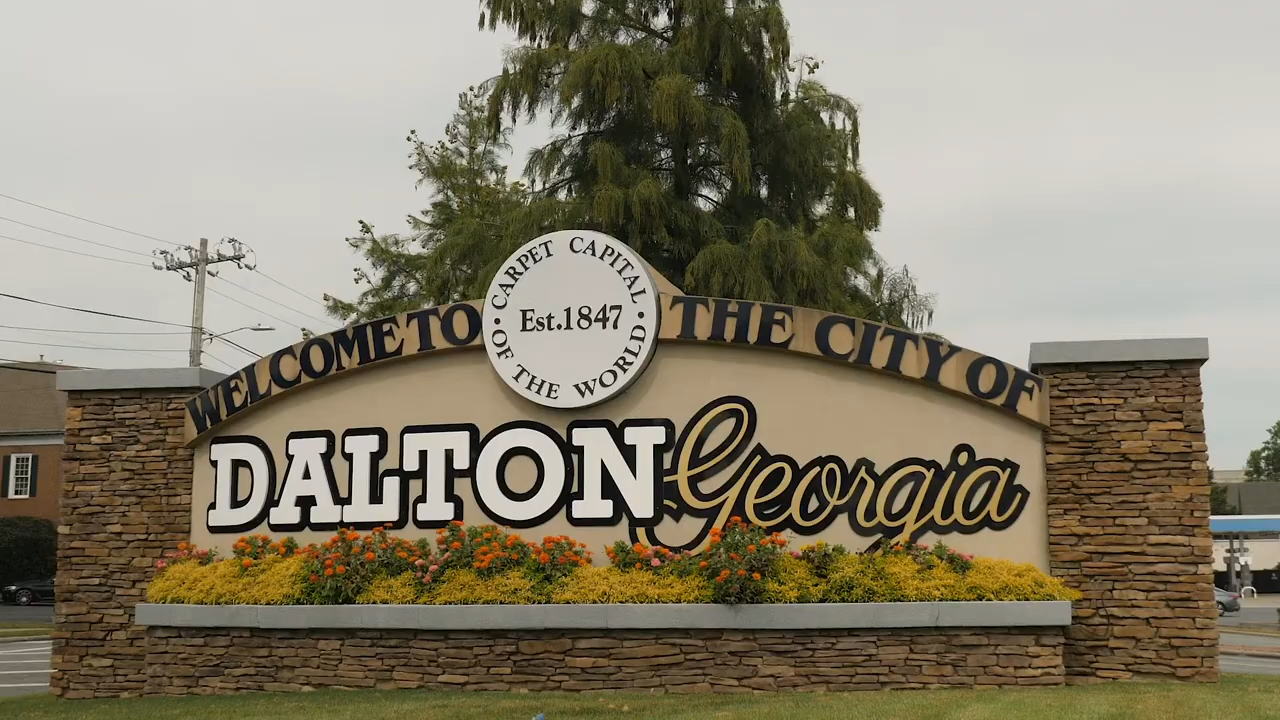 WELCOME TO THE CITY OF
CARPET CAPITAL
Est.1847
OF THE WORLD
DALTON Georgia